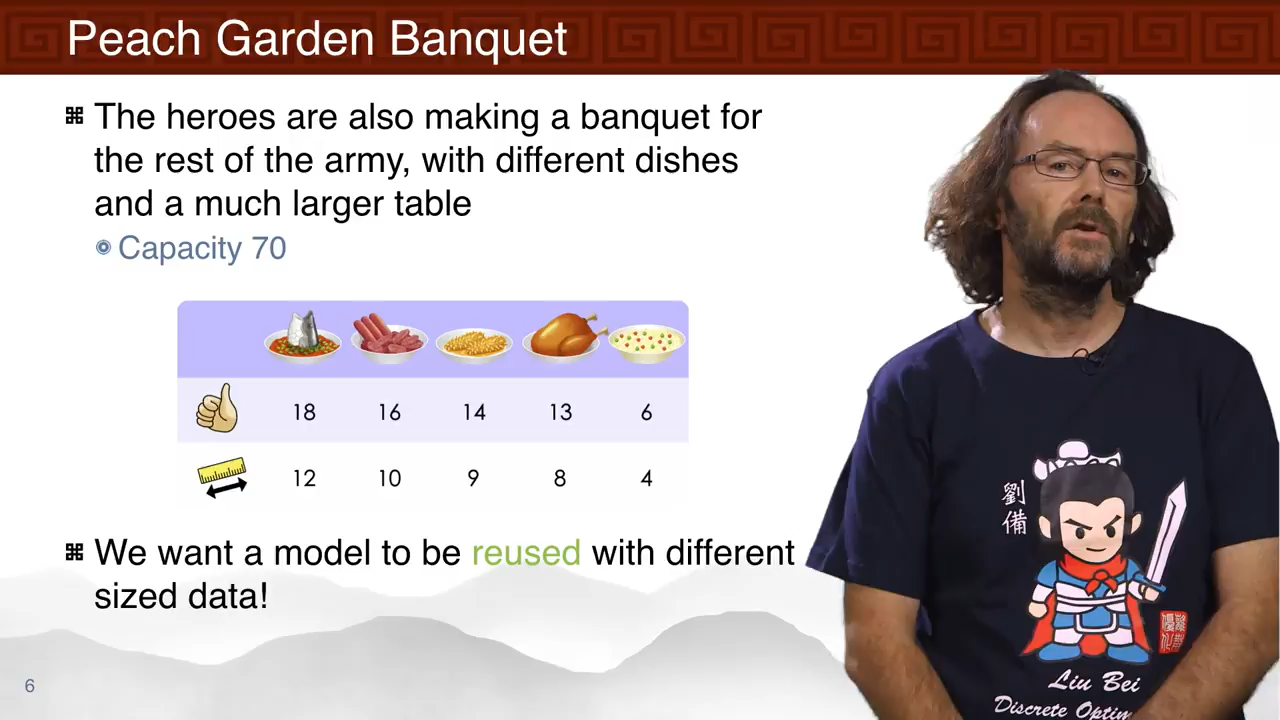 Peach Garden Banquet
The heroes are also making a banquet for
the rest of the army, with different dishes
and a much larger table
Capacity 70
18 16 14 13 6
12 10 9 8 4
We want a model to be reused with different
sized data!
6
劉
備
Liu Bei
Discrete Optim